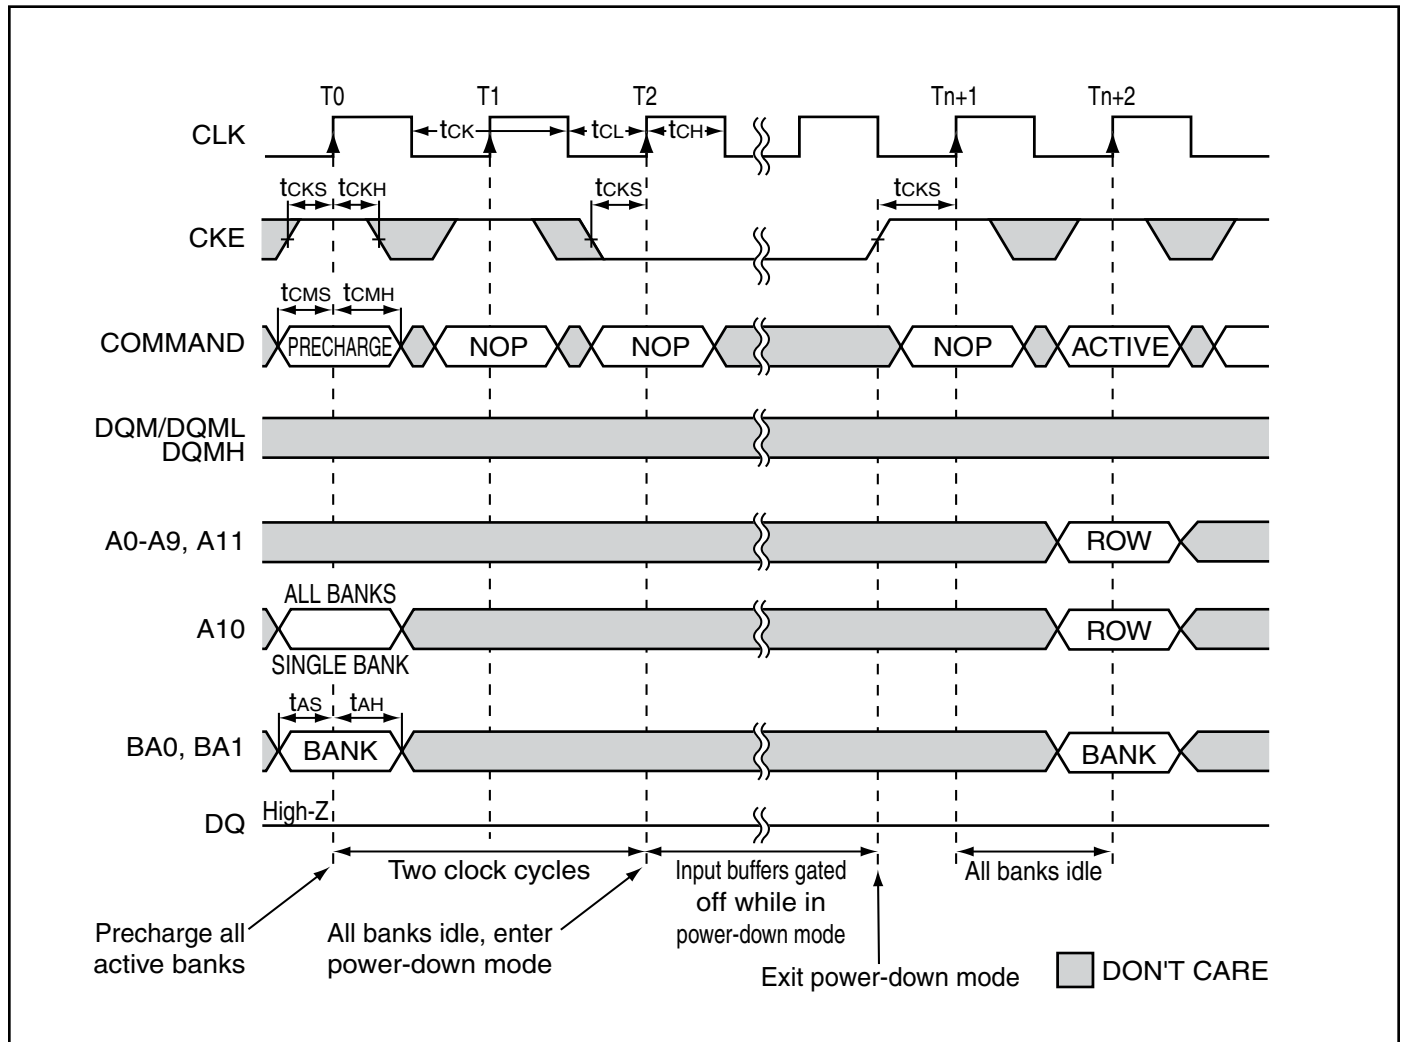 T0 T1 T2 Tn+1 Tn+2
CLK
tCK tCL tCH
tCKS tCKH tCKS tCKS
CKE
tCMS tCMH
COMMAND PRECHARGE NOP NOP NOP ACTIVE
DQM/DQML
DQMH
A0-A9, A11 ROW
ALL BANKS
A10 ROW
SINGLE BANK
tAS tAH
BA0, BA1 BANK BANK
High-Z
DQ
Two clock cycles
Input buffers gated
off while in
power-down mode
All banks idle
Precharge all
active banks
All banks idle, enter
power-down mode
Exit power-down mode
DON'T CARE